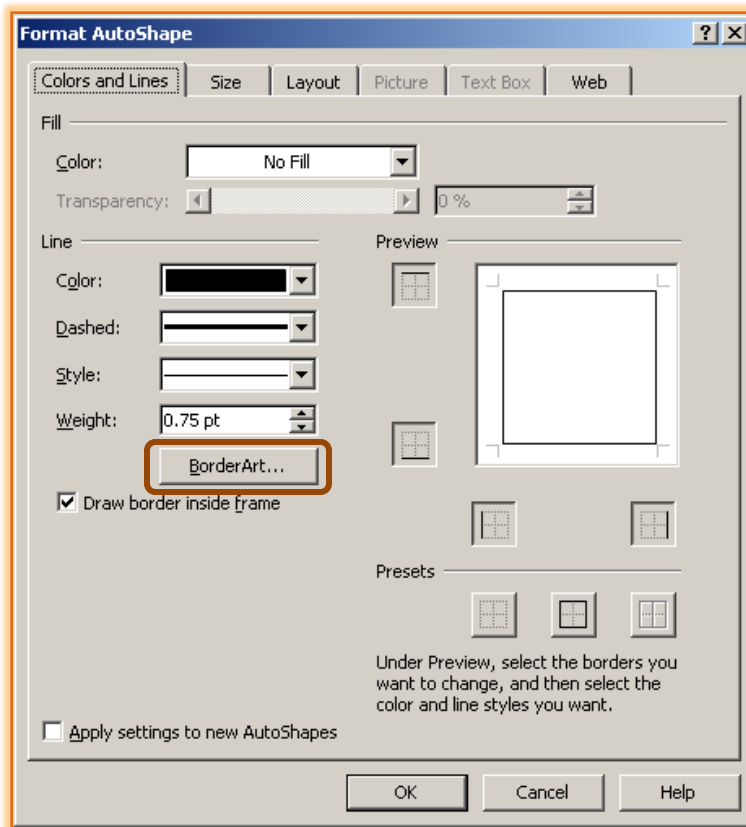 Format AutoShape
Colors and Lines Size Layout Picture Text Box Web
Fill
Color: No Fill
Transparency: 0 %
Line
Preview
Color:
Dashed:
Style:
Weight: 0.75 pt
BorderArt...
Draw border inside frame
Presets
Under Preview, select the borders you
want to change, and then select the
color and line styles you want.
Apply settings to new AutoShapes
OK Cancel Help